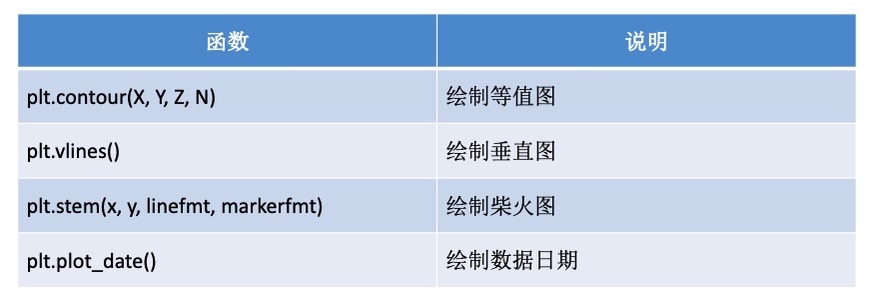 函数 说明
plt.contour(X, Y, Z, N) 绘制等值图
plt.vlines() 绘制垂直图
plt.stem(x, y, linefmt, markerfmt) 绘制柴火图
plt.plot_date() 绘制数据日期